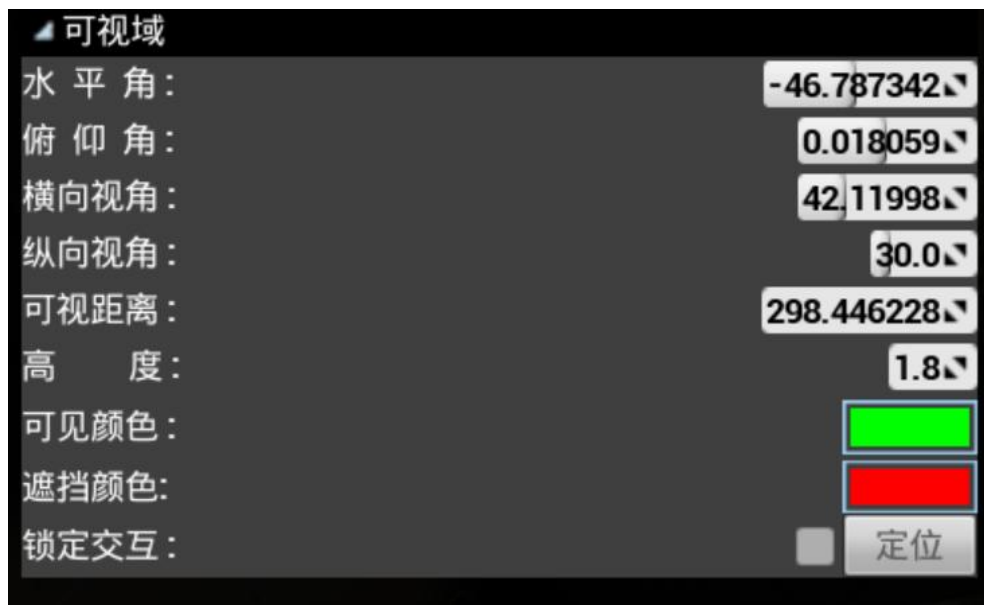 可视域
水 平 角： -46.787342
俯 仰 角： 0.018059
横向视角： 42.11998
纵向视角： 30.0
可视距离： 298.446228
高 度： 1.8
可见颜色：
遮挡颜色:
锁定交互： 定位